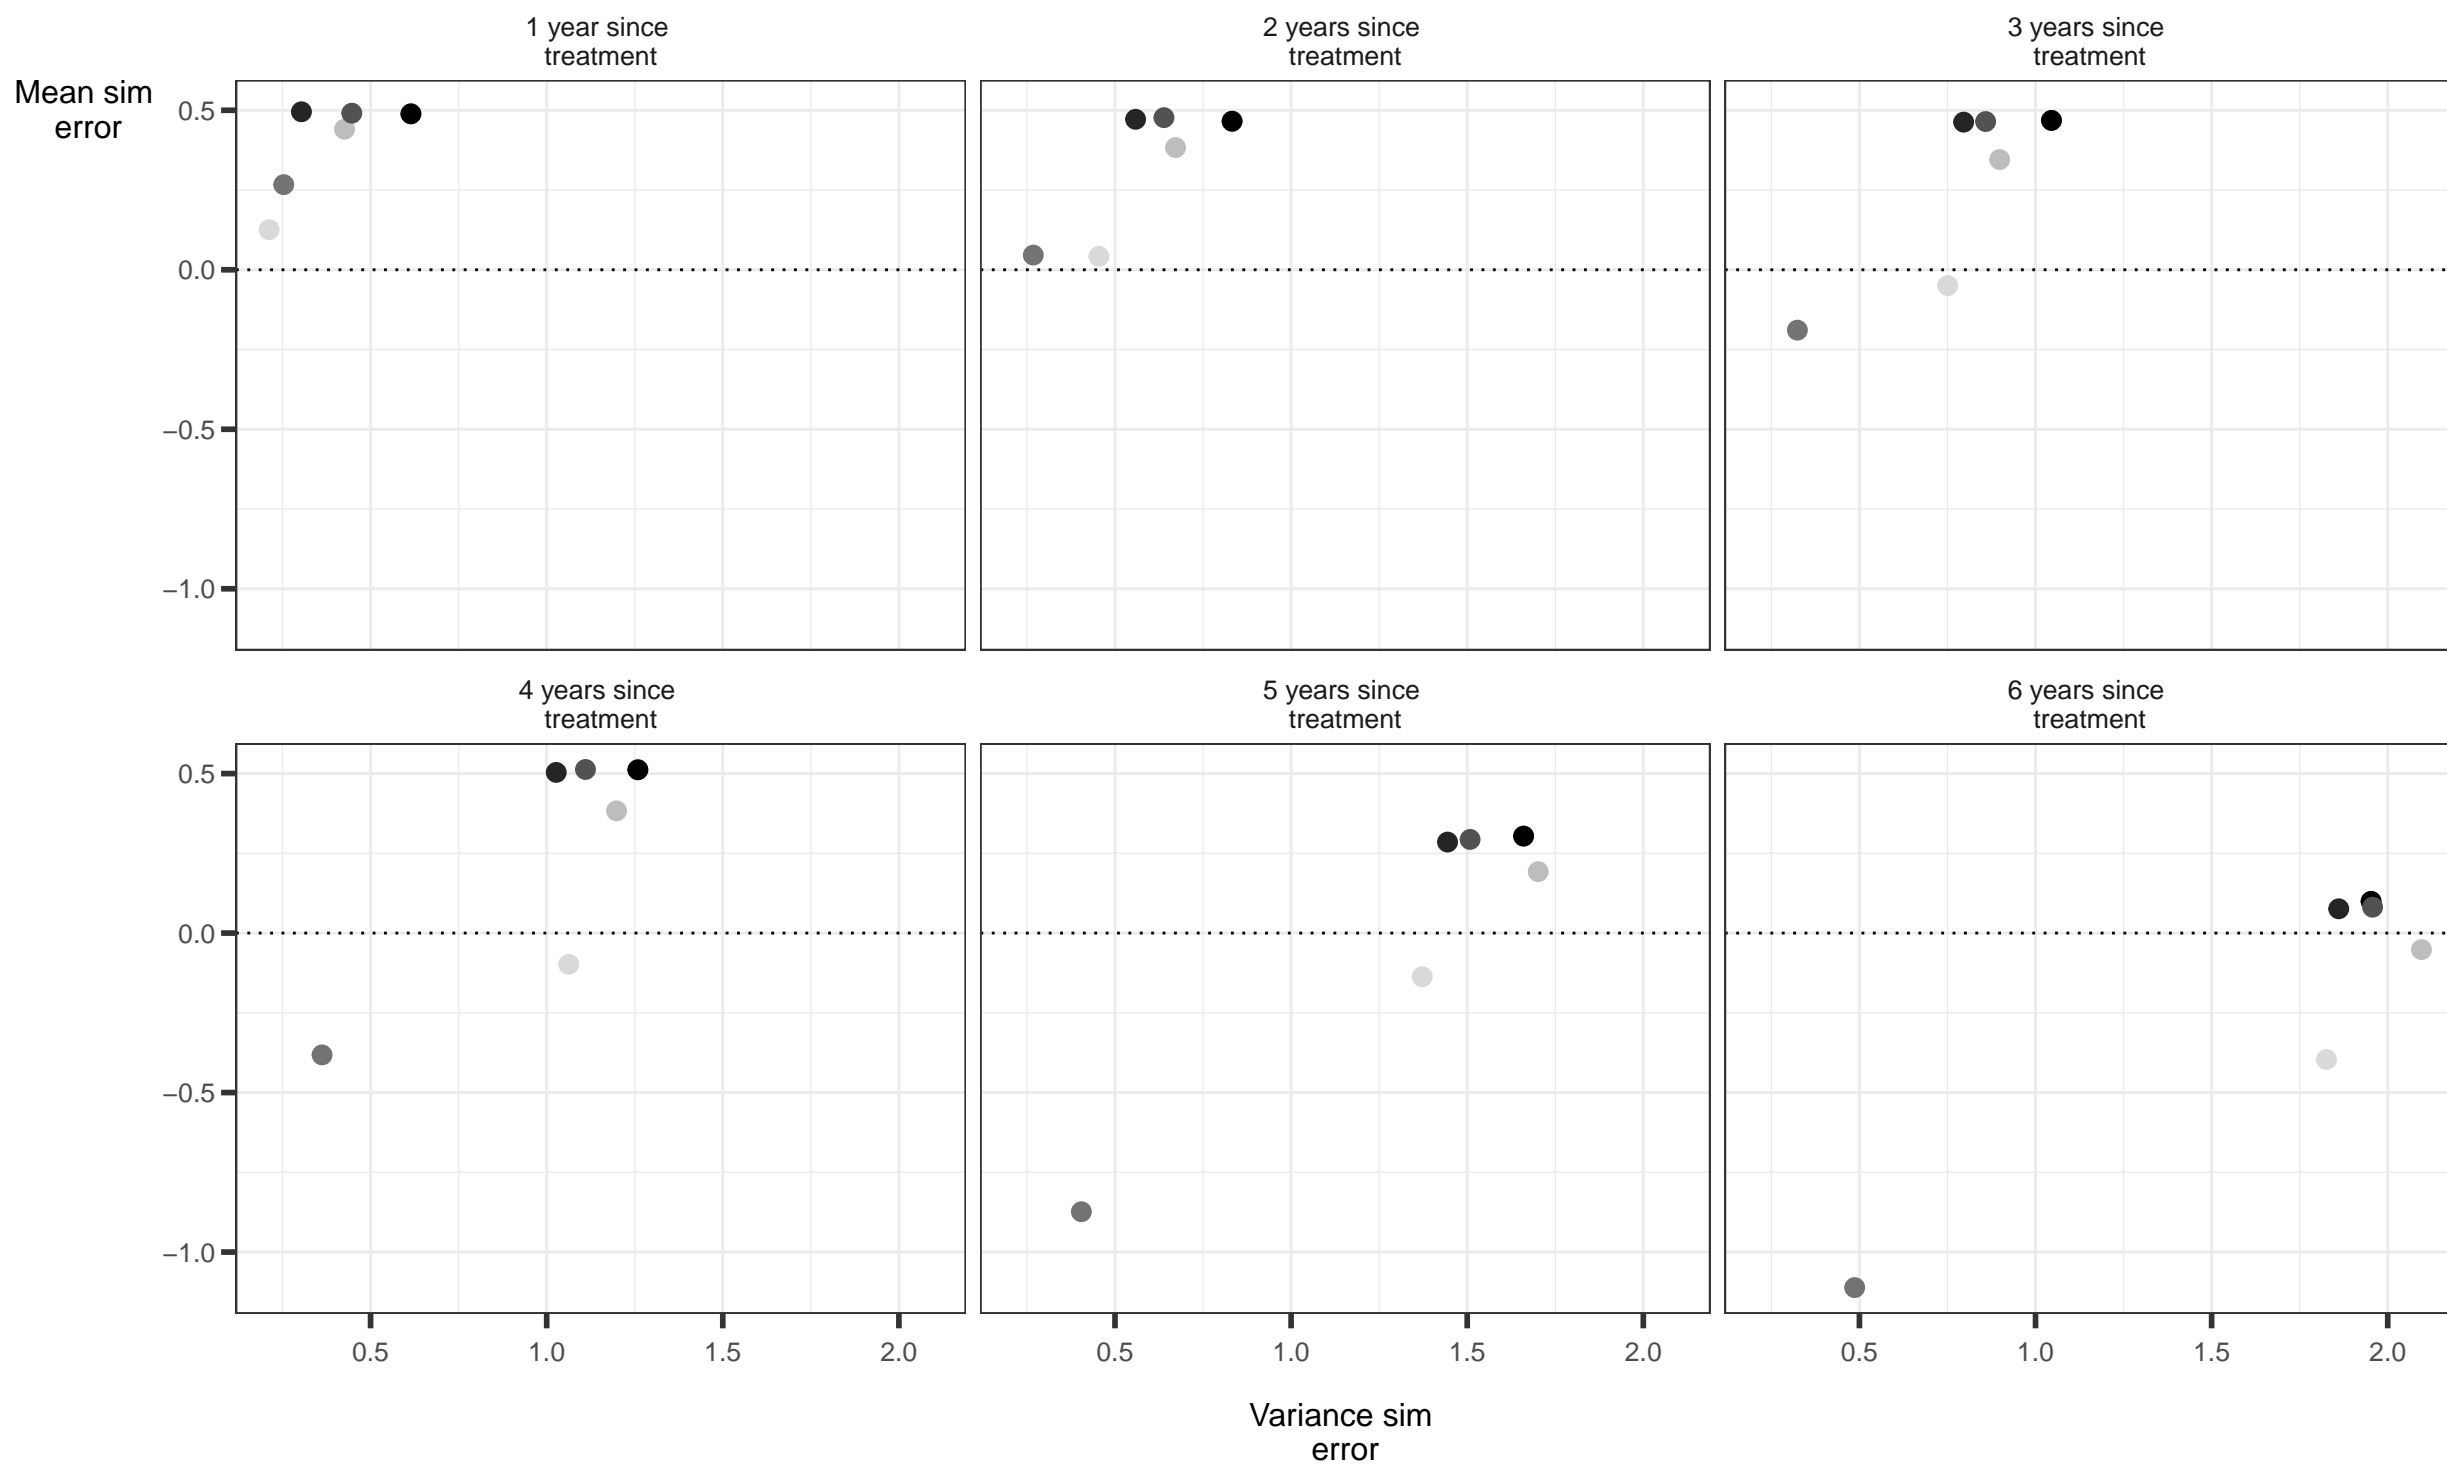 1 year since
treatment
2 years since
treatment
3 years since
treatment
Mean sim
error
0.5
0.0
−0.5
−1.0
4 years since
treatment
5 years since
treatment
6 years since
treatment
0.5
0.0
−0.5
−1.0
0.5 1.0 1.5 2.0
0.5 1.0 1.5 2.0
0.5 1.0 1.5 2.0
Variance sim
error